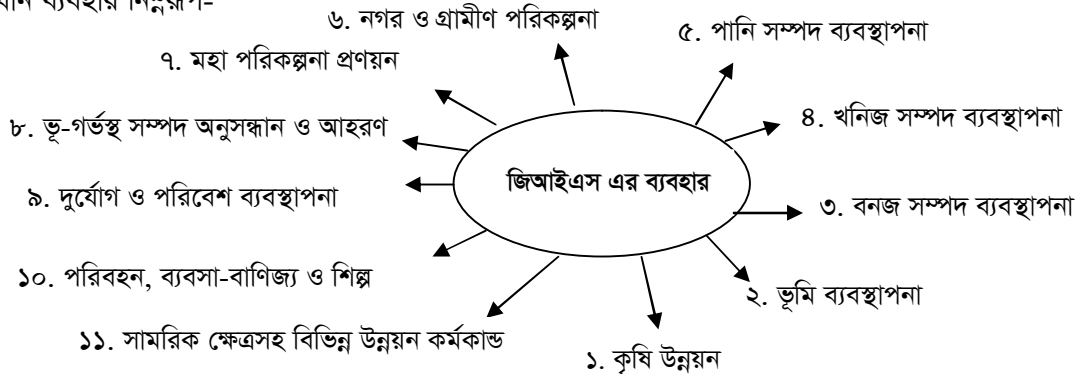 ব্যবহার নিম্নরূপ-
৬. নগর ও গ্রামীণ পরিকল্পনা
৫. পানি সম্পদ ব্যবস্থাপনা
৭. মহা পরিকল্পনা প্রণয়ন
৪. খনিজ সম্পদ ব্যবস্থাপনা
৮. ভূ-গর্ভস্থ সম্পদ অনুসন্ধান ও আহরণ
জিআইএস এর ব্যবহার
৯. দুর্যোগ ও পরিবেশ ব্যবস্থাপনা
৩. বনজ সম্পদ ব্যবস্থাপনা
১০. পরিবহন, ব্যবসা-বাণিজ্য ও শিল্প
২. ভূমি ব্যবস্থাপনা
১১. সামরিক ক্ষেত্রসহ বিভিন্ন উন্নয়ন কর্মকান্ড
১. কৃষি উন্নয়ন